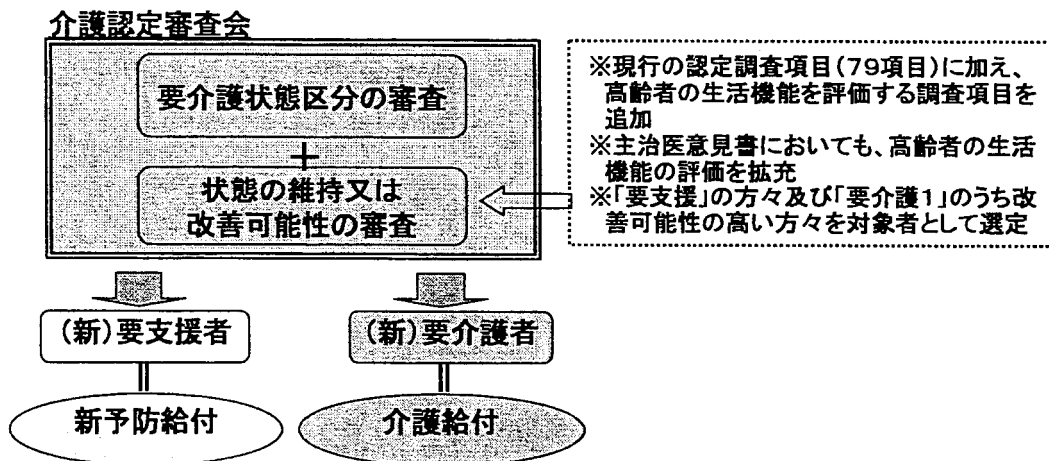 介護認定審査会
要介護状態区分の審査
＋
状態の維持又は
改善可能性の審査
※現行の認定調査項目(79項目)に加え、
高齢者の生活機能を評価する調査項目を
追加
※主治医意見書においても、高齢者の生活
機能の評価を拡充
※「要支援」の方々及び「要介護1」のうち改
善可能性の高い方々を対象者として選定
(新)要支援者
(新)要介護者
新予防給付
介護給付